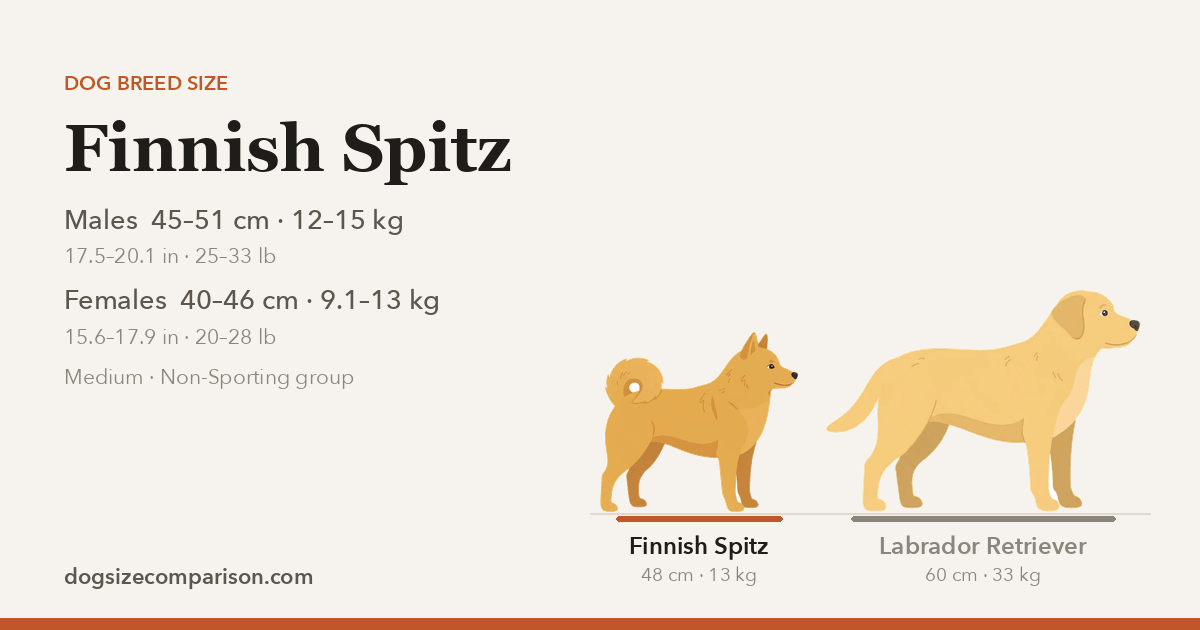 DOG BREED SIZE
Finnish Spitz
Males 45–51 cm · 12–15 kg
17.5–20.1 in · 25–33 lb
Females 40–46 cm · 9.1–13 kg
15.6–17.9 in · 20–28 lb
Medium · Non-Sporting group
Finnish Spitz
48 cm · 13 kg
Labrador Retriever
60 cm · 33 kg
dogsizecomparison.com